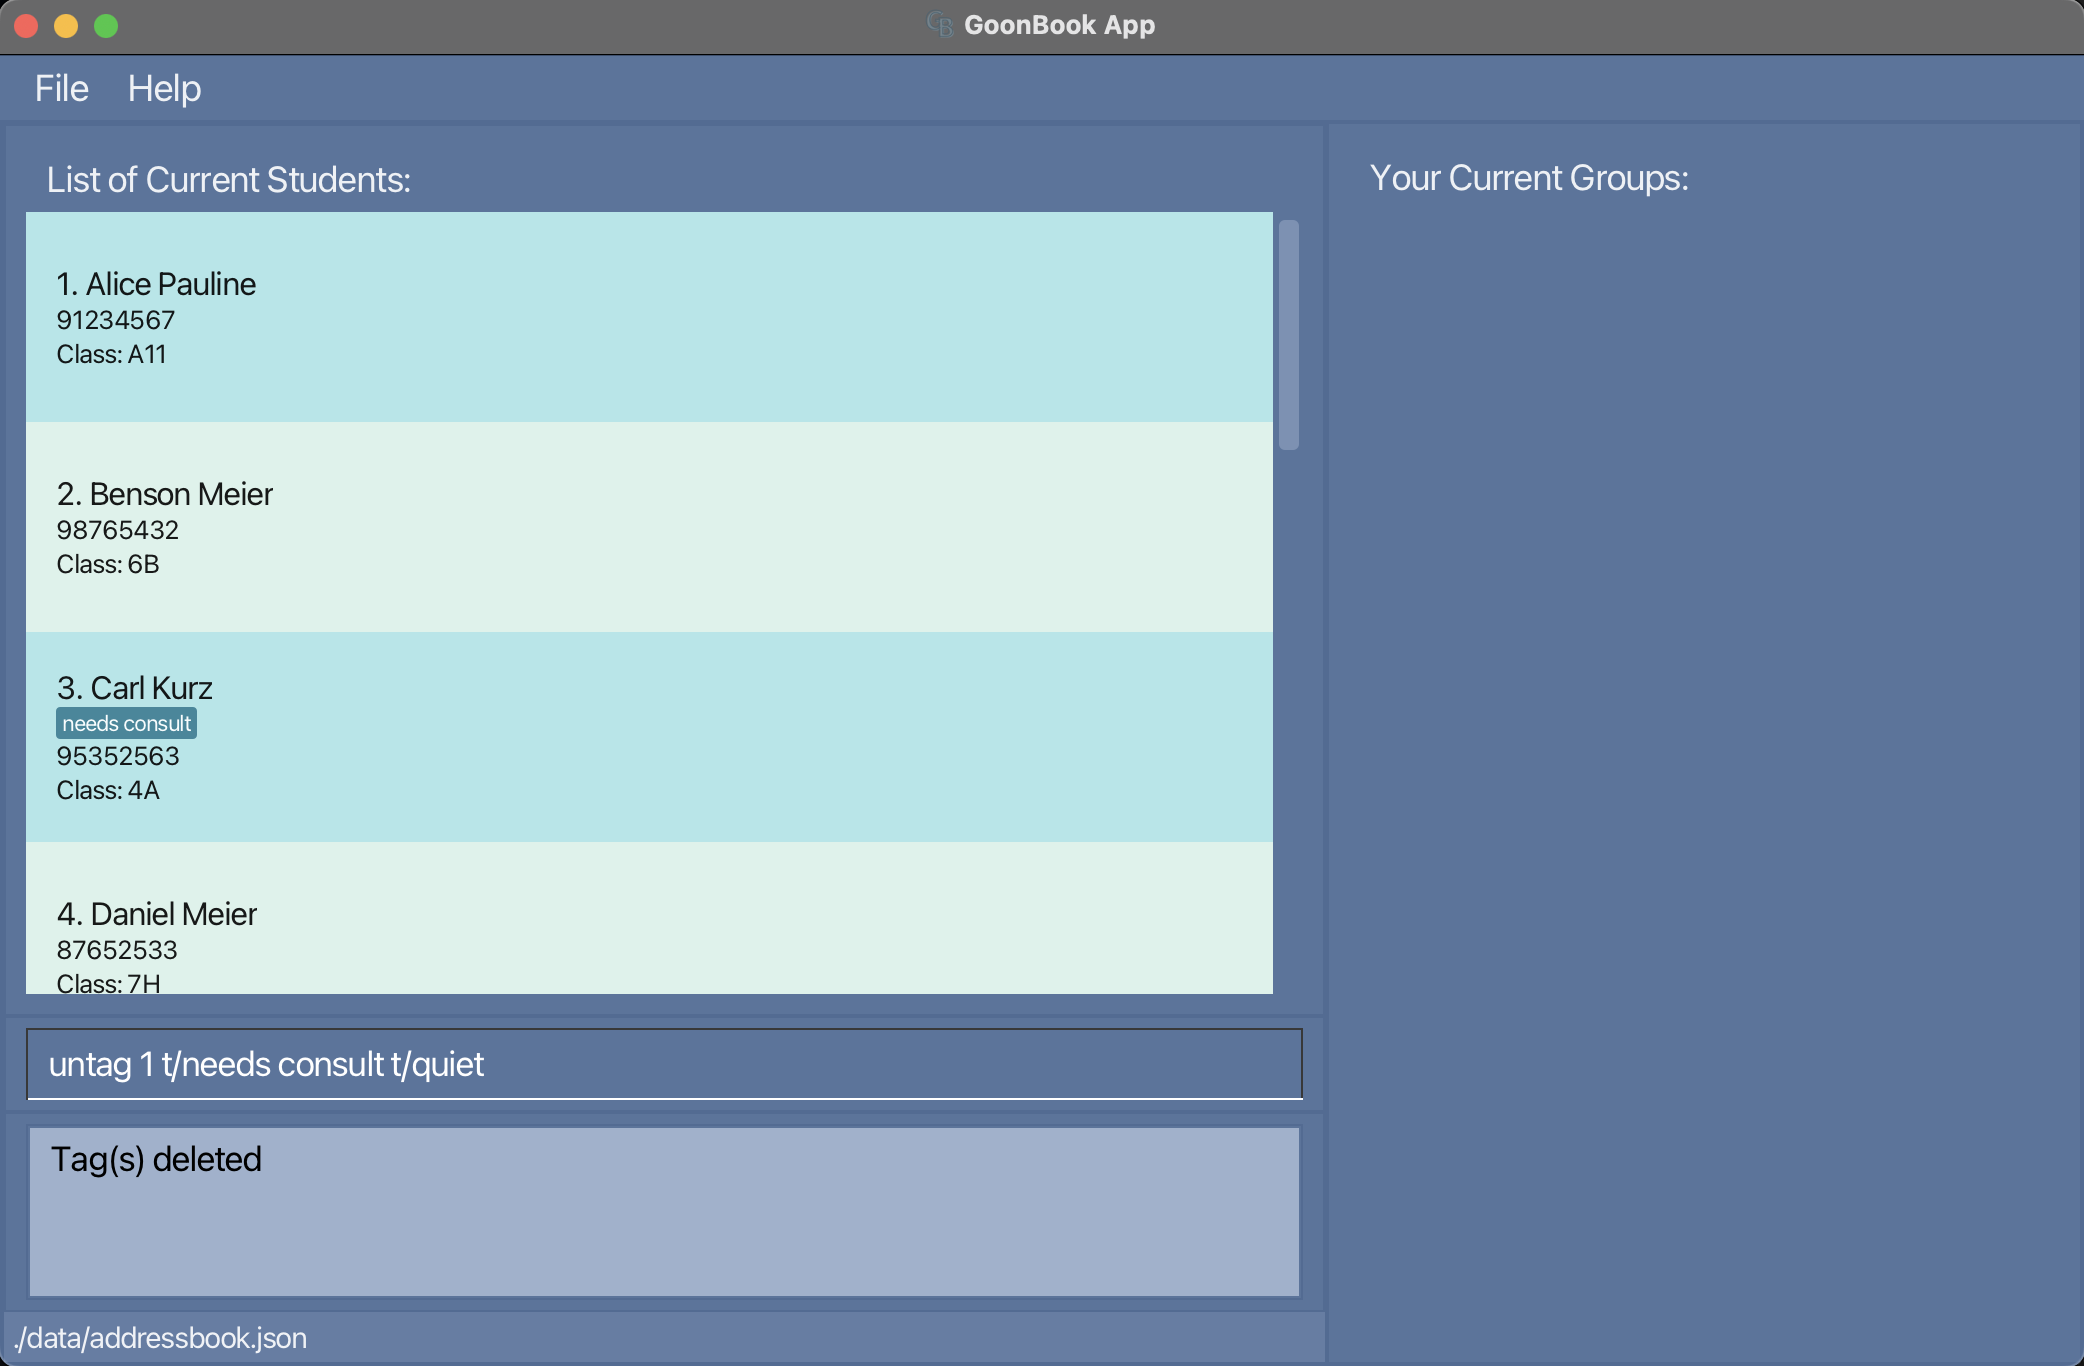 GoonBook App
File Help
List of Current Students:
1. Alice Pauline
91234567
Class: A11
2. Benson Meier
98765432
Class: 6B
3. Carl Kurz
needs consult
95352563
Class: 4A
4. Daniel Meier
87652533
Class: 7H
untag 1 t/needs consult t/quiet
Tag(s) deleted
./data/addressbook.json
Your Current Groups: